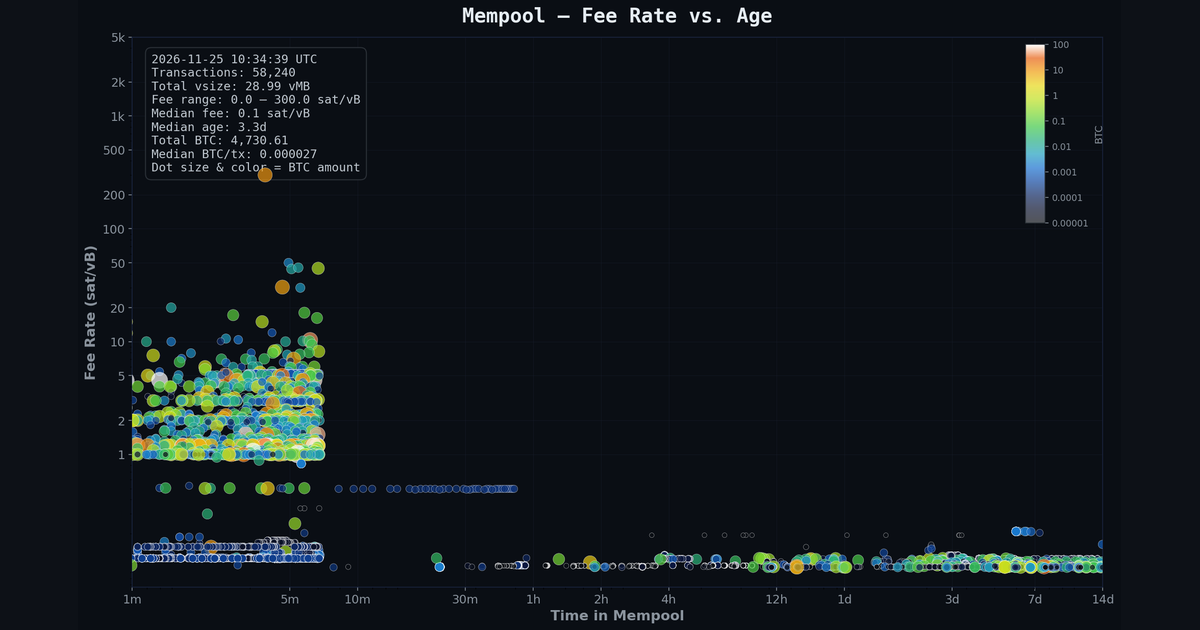 Mempool — Fee Rate vs. Age
2026-11-25 10:34:39 UTC
Transactions: 58,240
Total vsize: 28.99 vMB
Fee range: 0.0 — 300.0 sat/vB
Median fee: 0.1 sat/vB
Median age: 3.3d
Total BTC: 4,730.61
Median BTC/tx: 0.000027
Dot size & color = BTC amount
5k
2k
1k
500
200
100
50
20
10
5
2
1
Fee Rate (sat/vB)
100
10
1
0.1
0.01
0.001
0.0001
0.00001
BTC
1m
5m
10m
30m
1h
2h
4h
12h
1d
3d
7d
14d
Time in Mempool